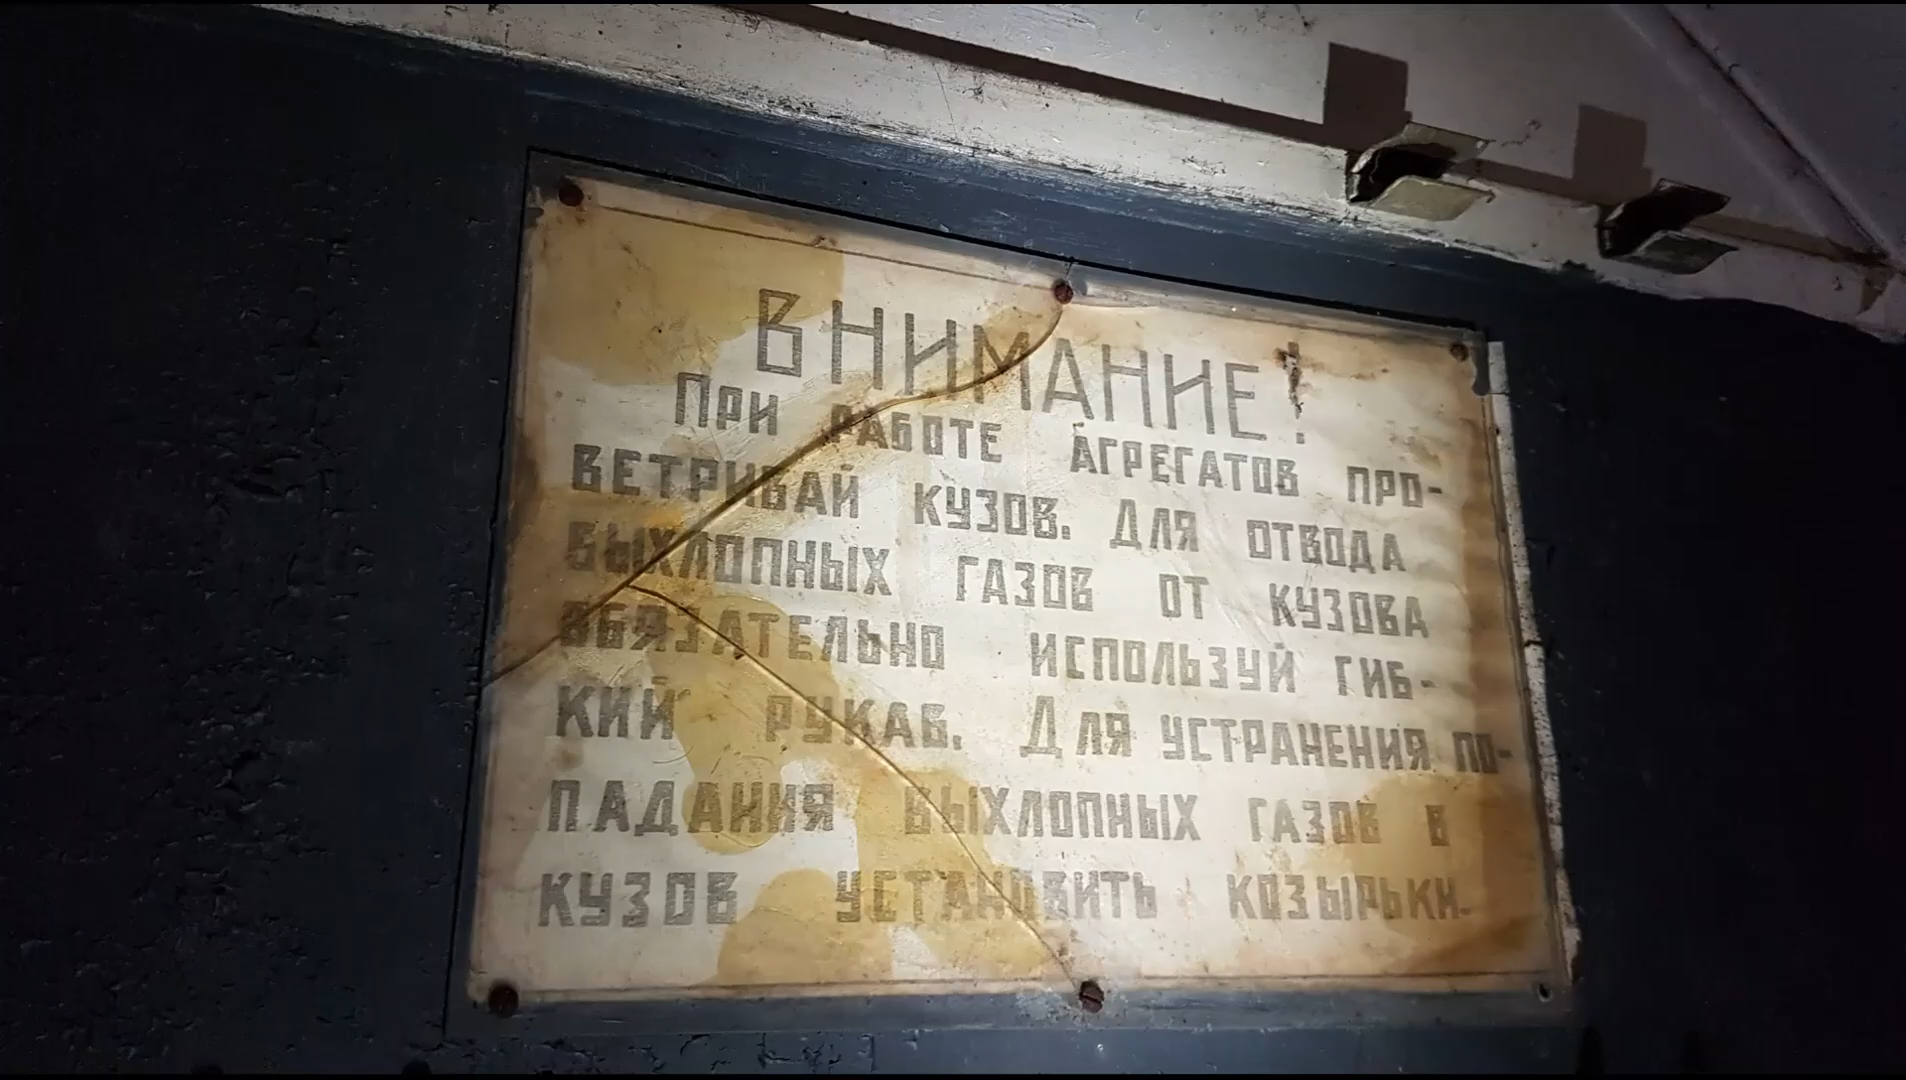 ВНИМАНИЕ!
При РАБОТЕ АГРЕГАТОВ ПРО-
ВЕТРИВАЙ КУЗОВ. ДЛЯ ОТВОДА
ВЫХЛОПНЫХ ГАЗОВ ОТ КУЗОВА
ОБЯЗАТЕЛЬНО ИСПОЛЬЗУЙ ГИБ-
КИЙ РУКАВ. ДЛЯ УСТРАНЕНИЯ ПО-
ПАДАНИЯ ВЫХЛОПНЫХ ГАЗОВ В
КУЗОВ УСТАНОВИТЬ КОЗЫРЬКИ.